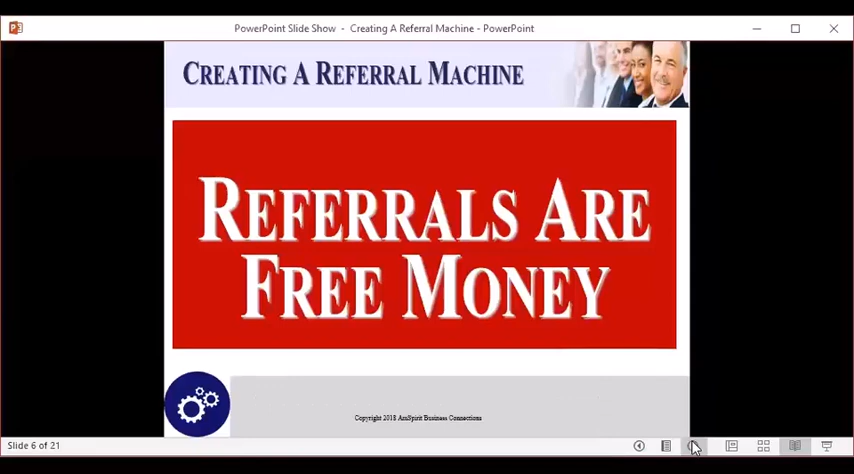 PowerPoint Slide Show - Creating A Referral Machine - PowerPoint
CREATING A REFERRAL MACHINE
REFERRALS ARE
FREE MONEY
Copyright 2018 AmSpirit Business Connections
Slide 6 of 21